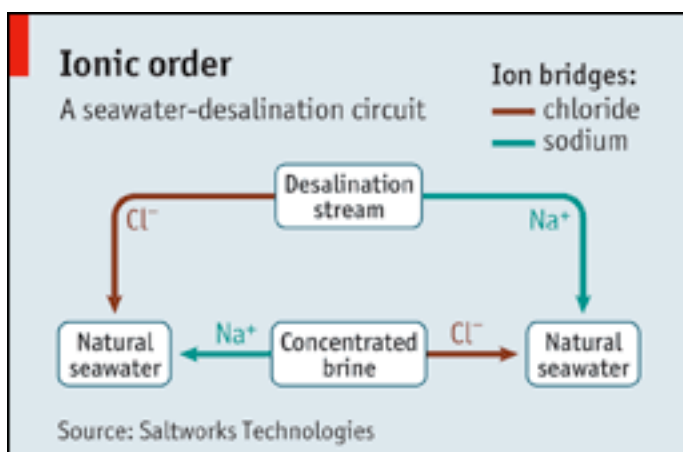 Ionic order
A seawater-desalination circuit
Ion bridges:
chloride
sodium
Desalination
stream
Cl⁻
Na⁺
Natural
seawater
Na⁺
Concentrated
brine
Cl⁻
Natural
seawater
Source: Saltworks Technologies